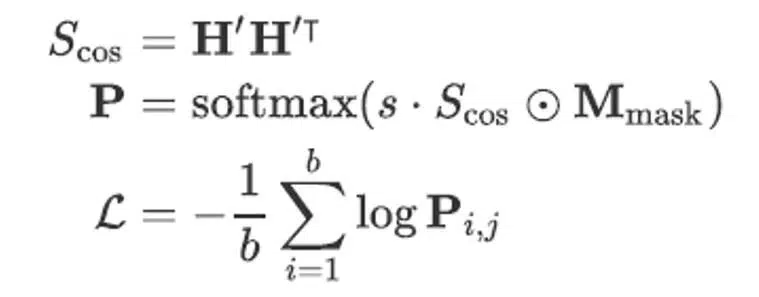 S_cos = H′H′⊤
P = softmax(s · S_cos ⊙ M_mask)
ℒ = −1/b ∑_{i=1}^{b} log P_{i,j}